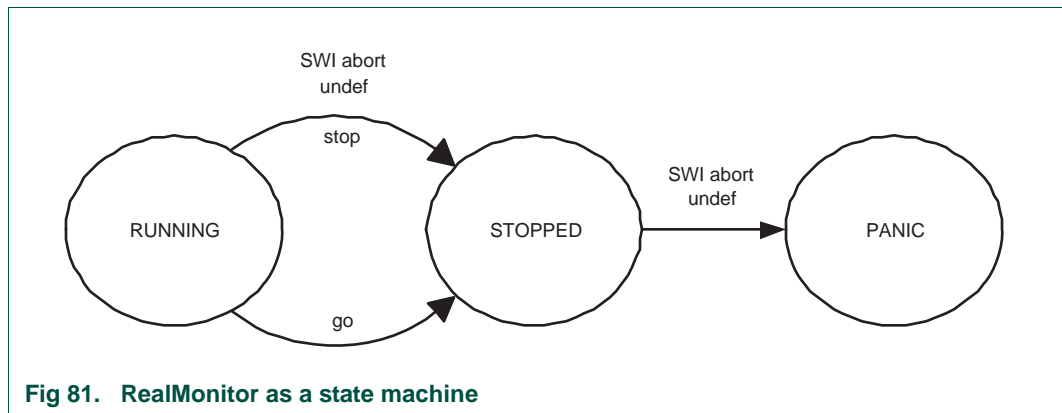 SWI abort
undef
stop
SWI abort
undef
RUNNING
STOPPED
PANIC
go
Fig 81. RealMonitor as a state machine